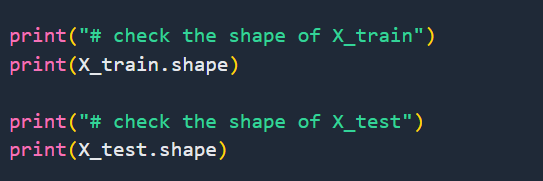 print("# check the shape of X_train")
print(X_train.shape)
print("# check the shape of X_test")
print(X_test.shape)